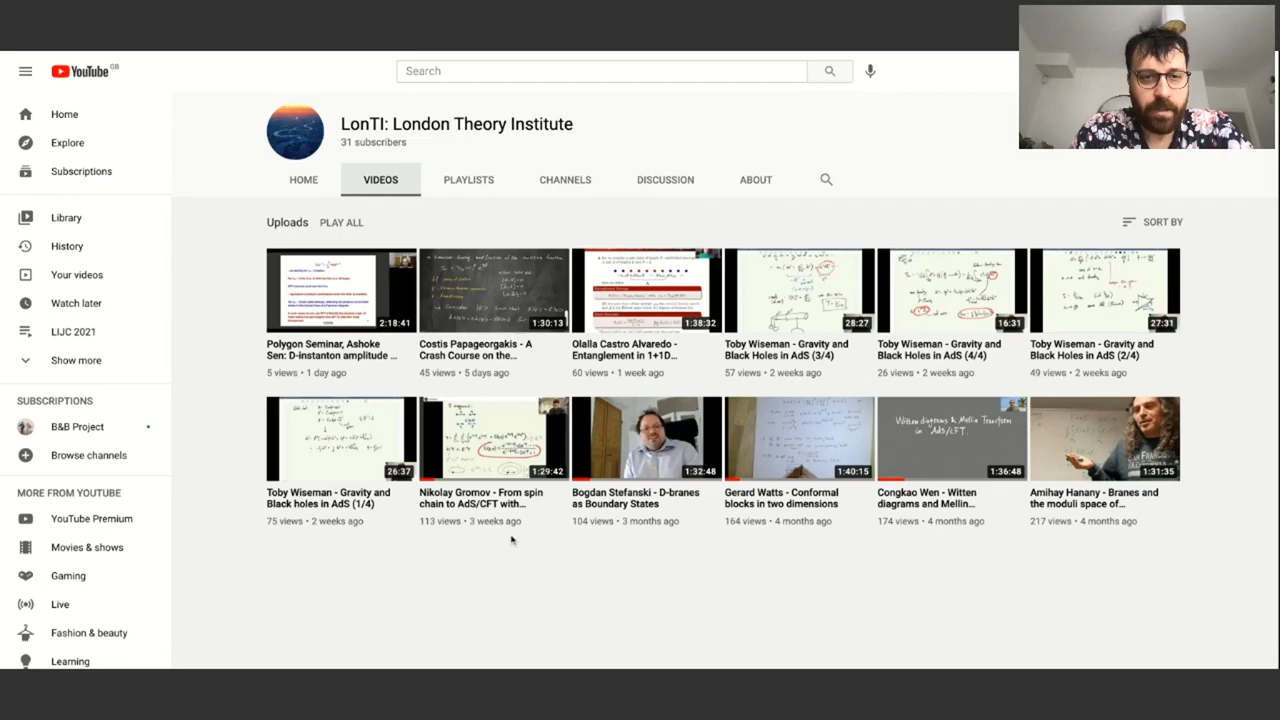 YouTube GB
Search
Home
Explore
Subscriptions
Library
History
Your videos
Watch later
LIJC 2021
Show more
SUBSCRIPTIONS
B&B Project
Browse channels
MORE FROM YOUTUBE
YouTube Premium
Movies & shows
Gaming
Live
Fashion & beauty
Learning
LonTI: London Theory Institute
31 subscribers
HOME VIDEOS PLAYLISTS CHANNELS DISCUSSION ABOUT
Uploads PLAY ALL SORT BY
2:18:41
Polygon Seminar, Ashoke
Sen: D-instanton amplitude ...
5 views • 1 day ago
1:30:13
Costis Papageorgakis - A
Crash Course on the...
45 views • 5 days ago
1:38:32
Olalla Castro Alvaredo -
Entanglement in 1+1D...
60 views • 1 week ago
28:27
Toby Wiseman - Gravity and
Black Holes in AdS (3/4)
57 views • 2 weeks ago
16:31
Toby Wiseman - Gravity and
Black Holes in AdS (4/4)
26 views • 2 weeks ago
27:31
Toby Wiseman - Gravity and
Black Holes in AdS (2/4)
49 views • 2 weeks ago
26:37
Toby Wiseman - Gravity and
Black holes in AdS (1/4)
75 views • 2 weeks ago
1:29:42
Nikolay Gromov - From spin
chain to AdS/CFT with...
113 views • 3 weeks ago
1:32:48
Bogdan Stefanski - D-branes
as Boundary States
104 views • 3 months ago
1:40:15
Gerard Watts - Conformal
blocks in two dimensions
164 views • 4 months ago
Witten diagrams & Mellin Transform
in AdS/CFT.
1:36:48
Congkao Wen - Witten
diagrams and Mellin...
174 views • 4 months ago
1:31:35
Amihay Hanany - Branes and
the moduli space of...
217 views • 4 months ago